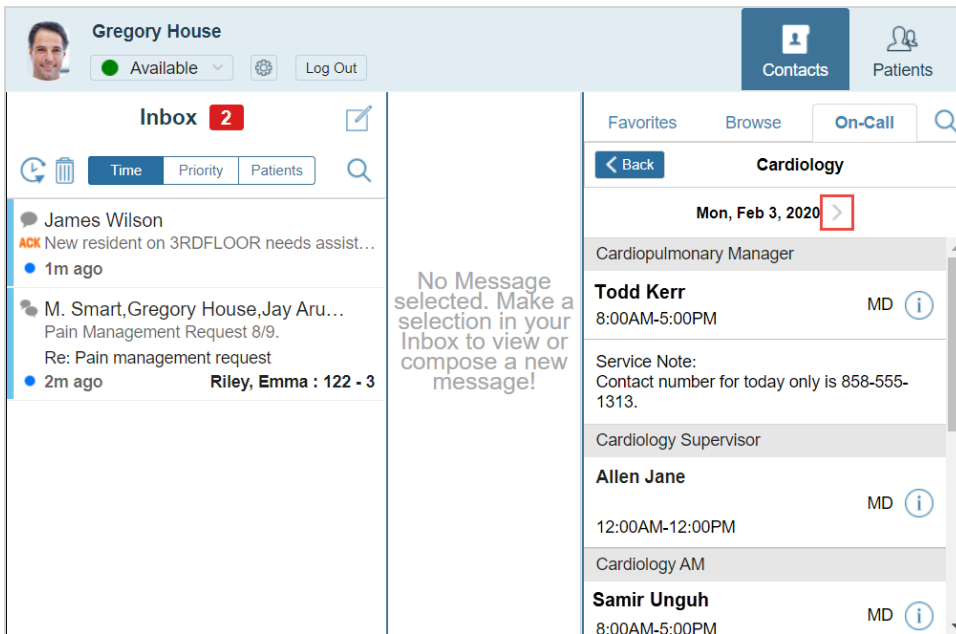 Gregory House
Available
Log Out
Contacts
Patients
Inbox 2
Time
Priority
Patients
James Wilson
ACK New resident on 3RDFLOOR needs assist...
1m ago
M. Smart,Gregory House,Jay Aru...
Pain Management Request 8/9.
Re: Pain management request
2m ago
Riley, Emma : 122 - 3
No Message
selected. Make a
selection in your
Inbox to view or
compose a new
message!
Favorites
Browse
On-Call
Back
Cardiology
Mon, Feb 3, 2020
Cardiopulmonary Manager
Todd Kerr
8:00AM-5:00PM
MD
Service Note:
Contact number for today only is 858-555-
1313.
Cardiology Supervisor
Allen Jane
MD
12:00AM-12:00PM
Cardiology AM
Samir Unguh
MD
8:00AM-5:00PM